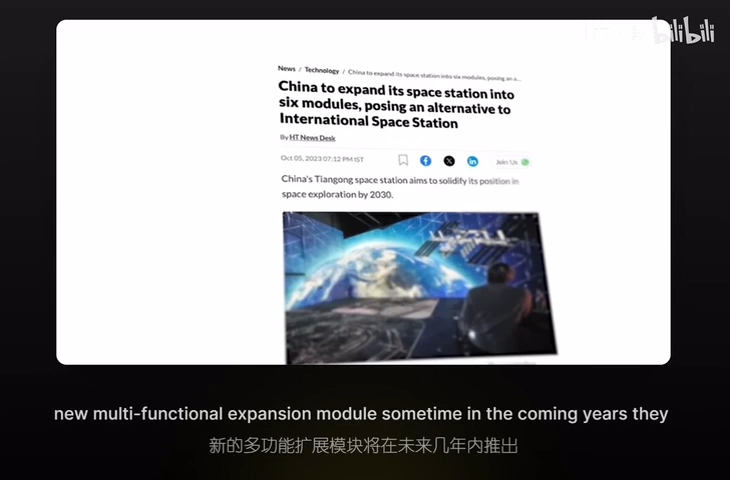 bilibili
News / Technology / China to expand its space station into six modules, posing an a...
China to expand its space station into
six modules, posing an alternative to
International Space Station
By HT News Desk
Oct 05, 2023 07:12 PM IST
Join Us
China's Tiangong space station aims to solidify its position in
space exploration by 2030.
new multi-functional expansion module sometime in the coming years they
新的多功能扩展模块将在未来几年内推出